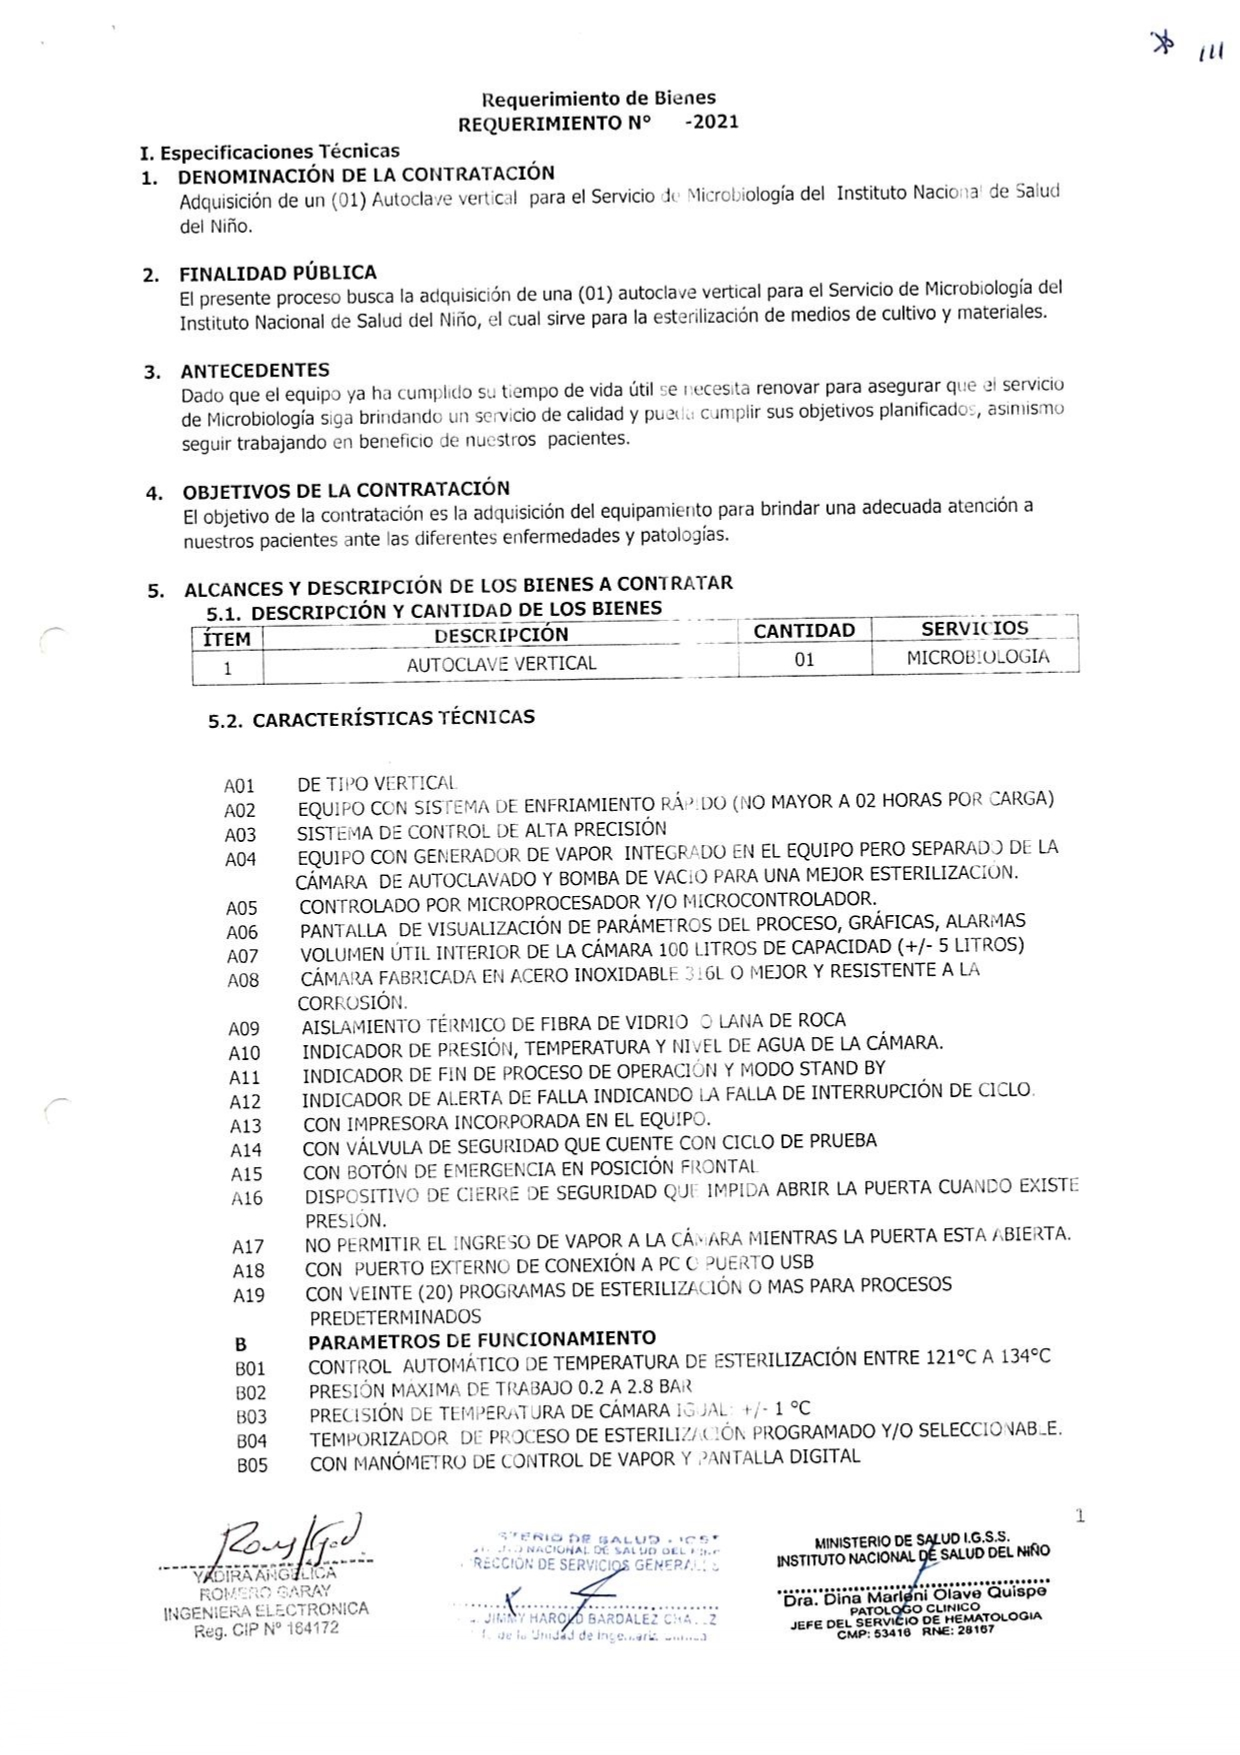 111
Requerimiento de Bienes
REQUERIMIENTO N° -2021
I. Especificaciones Técnicas
1. DENOMINACIÓN DE LA CONTRATACIÓN
Adquisición de un (01) Autoclave vertical para el Servicio de Microbiología del Instituto Nacional de Salud
del Niño.
2. FINALIDAD PÚBLICA
El presente proceso busca la adquisición de una (01) autoclave vertical para el Servicio de Microbiología del
Instituto Nacional de Salud del Niño, el cual sirve para la esterilización de medios de cultivo y materiales.
3. ANTECEDENTES
Dado que el equipo ya ha cumplido su tiempo de vida útil se necesita renovar para asegurar que el servicio
de Microbiología siga brindando un servicio de calidad y pueda cumplir sus objetivos planificados, asimismo
seguir trabajando en beneficio de nuestros pacientes.
4. OBJETIVOS DE LA CONTRATACIÓN
El objetivo de la contratación es la adquisición del equipamiento para brindar una adecuada atención a
nuestros pacientes ante las diferentes enfermedades y patologías.
5. ALCANCES Y DESCRIPCIÓN DE LOS BIENES A CONTRATAR
5.1. DESCRIPCIÓN Y CANTIDAD DE LOS BIENES
ÍTEM DESCRIPCIÓN CANTIDAD SERVICIOS
1 AUTOCLAVE VERTICAL 01 MICROBIOLOGIA
5.2. CARACTERÍSTICAS TÉCNICAS
A01 DE TIPO VERTICAL
A02 EQUIPO CON SISTEMA DE ENFRIAMIENTO RÁPIDO (NO MAYOR A 02 HORAS POR CARGA)
A03 SISTEMA DE CONTROL DE ALTA PRECISIÓN
A04 EQUIPO CON GENERADOR DE VAPOR INTEGRADO EN EL EQUIPO PERO SEPARADO DE LA
CÁMARA DE AUTOCLAVADO Y BOMBA DE VACIO PARA UNA MEJOR ESTERILIZACIÓN.
A05 CONTROLADO POR MICROPROCESADOR Y/O MICROCONTROLADOR.
A06 PANTALLA DE VISUALIZACIÓN DE PARÁMETROS DEL PROCESO, GRÁFICAS, ALARMAS
A07 VOLUMEN ÚTIL INTERIOR DE LA CÁMARA 100 LITROS DE CAPACIDAD (+/- 5 LITROS)
A08 CÁMARA FABRICADA EN ACERO INOXIDABLE 316L O MEJOR Y RESISTENTE A LA
CORROSIÓN.
A09 AISLAMIENTO TÉRMICO DE FIBRA DE VIDRIO O LANA DE ROCA
A10 INDICADOR DE PRESIÓN, TEMPERATURA Y NIVEL DE AGUA DE LA CÁMARA.
A11 INDICADOR DE FIN DE PROCESO DE OPERACIÓN Y MODO STAND BY
A12 INDICADOR DE ALERTA DE FALLA INDICANDO LA FALLA DE INTERRUPCIÓN DE CICLO.
A13 CON IMPRESORA INCORPORADA EN EL EQUIPO.
A14 CON VÁLVULA DE SEGURIDAD QUE CUENTE CON CICLO DE PRUEBA
A15 CON BOTÓN DE EMERGENCIA EN POSICIÓN FRONTAL
A16 DISPOSITIVO DE CIERRE DE SEGURIDAD QUE IMPIDA ABRIR LA PUERTA CUANDO EXISTE
PRESIÓN.
A17 NO PERMITIR EL INGRESO DE VAPOR A LA CÁMARA MIENTRAS LA PUERTA ESTA ABIERTA.
A18 CON PUERTO EXTERNO DE CONEXIÓN A PC O PUERTO USB
A19 CON VEINTE (20) PROGRAMAS DE ESTERILIZACIÓN O MAS PARA PROCESOS
PREDETERMINADOS
B PARAMETROS DE FUNCIONAMIENTO
B01 CONTROL AUTOMÁTICO DE TEMPERATURA DE ESTERILIZACIÓN ENTRE 121°C A 134°C
B02 PRESIÓN MÁXIMA DE TRABAJO 0.2 A 2.8 BAR
B03 PRECISIÓN DE TEMPERATURA DE CÁMARA IGUAL: +/- 1 °C
B04 TEMPORIZADOR DE PROCESO DE ESTERILIZACIÓN PROGRAMADO Y/O SELECCIONABLE.
B05 CON MANÓMETRO DE CONTROL DE VAPOR Y PANTALLA DIGITAL
1
YADIRA ANGELICA
ROMERO GARAY
INGENIERA ELECTRONICA
Reg. CIP N° 164172
DE SALUD
NACIONAL DE SALUD DEL
DE SERVICIOS
JIMMY HAROLD BARDALEZ
de la Unidad de
MINISTERIO DE SALUD I.G.S.S.
INSTITUTO NACIONAL DE SALUD DEL NIÑO
Dra. Dina Marleni Olave Quispe
PATOLOGO CLINICO
JEFE DEL SERVICIO DE HEMATOLOGIA
CMP: 53416 RNE: 28167